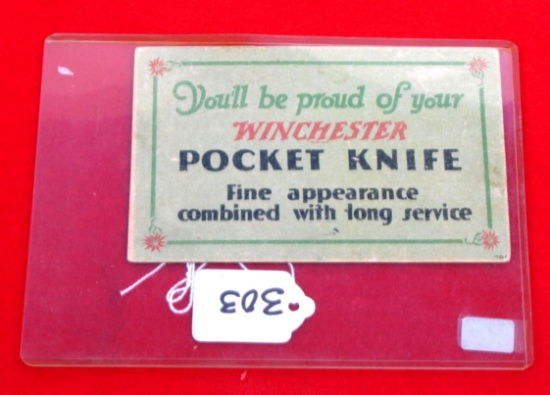 You'll be proud of your
WINCHESTER
POCKET KNIFE
Fine appearance
combined with long service
303